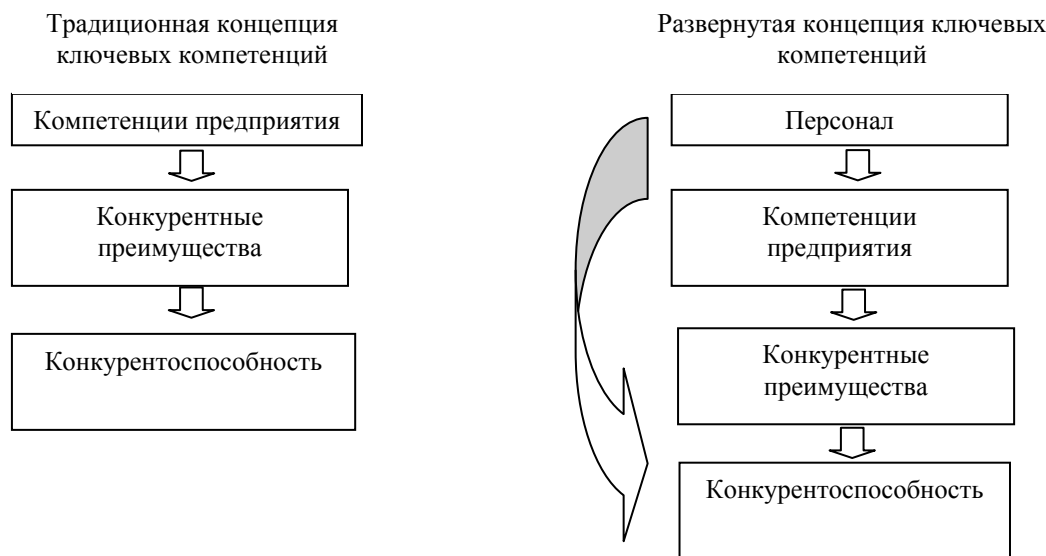 Традиционная концепция
ключевых компетенций
Компетенции предприятия
Конкурентные
преимущества
Конкурентоспособность
Развернутая концепция ключевых
компетенций
Персонал
Компетенции
предприятия
Конкурентные
преимущества
Конкурентоспособность